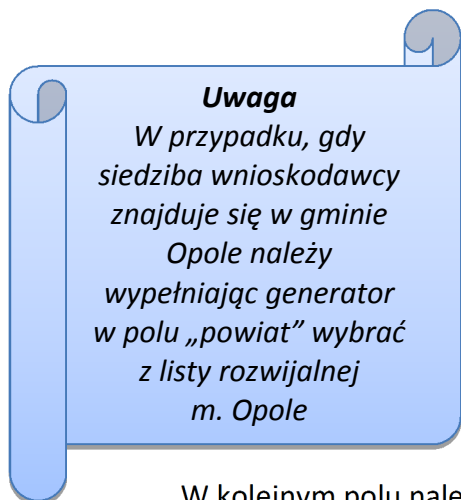 Uwaga
W przypadku, gdy
siedziba wnioskodawcy
znajduje się w gminie
Opole należy
wypełniając generator
w polu „powiat” wybrać
z listy rozwijalnej
m. Opole
W kolejnym polu nale